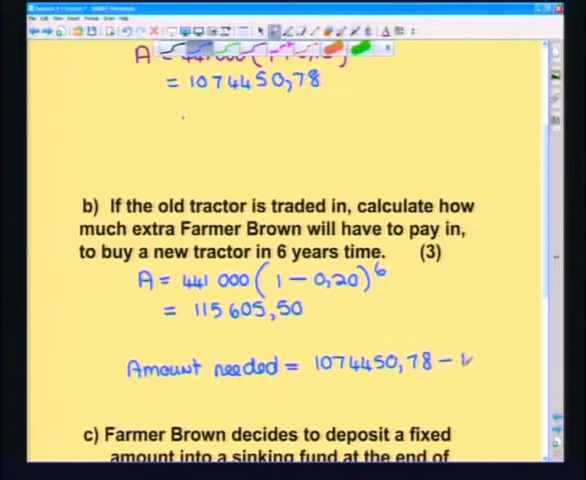 = 1074450,78
b) If the old tractor is traded in, calculate how
much extra Farmer Brown will have to pay in,
to buy a new tractor in 6 years time. (3)
A = 441 000 ( 1 – 0,20 )⁶
= 115605,50
Amount needed = 1074450,78 – 1
c) Farmer Brown decides to deposit a fixed
amount into a sinking fund at the end of